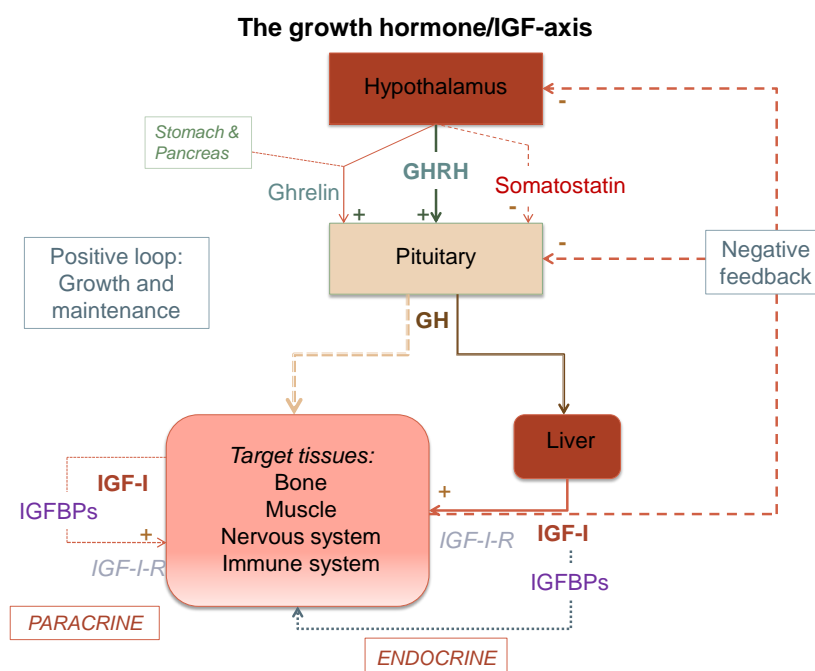 The growth hormone/IGF-axis
Hypothalamus
-
Stomach &
Pancreas
GHRH
Ghrelin
Somatostatin
+
+
-
Pituitary
-
Negative
feedback
Positive loop:
Growth and
maintenance
GH
Liver
Target tissues:
Bone
Muscle
Nervous system
Immune system
IGF-I
IGFBPs
+
IGF-I-R
+
IGF-I-R
IGF-I
IGFBPs
PARACRINE
ENDOCRINE